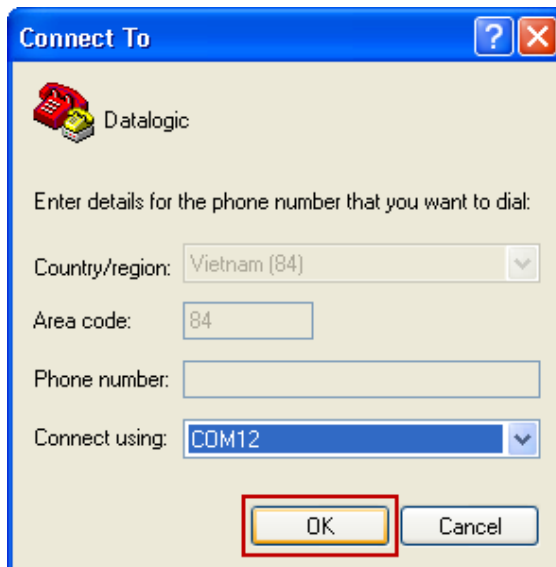 Connect To
Datalogic
Enter details for the phone number that you want to dial:
Country/region: Vietnam (84)
Area code: 84
Phone number:
Connect using: COM12
OK Cancel